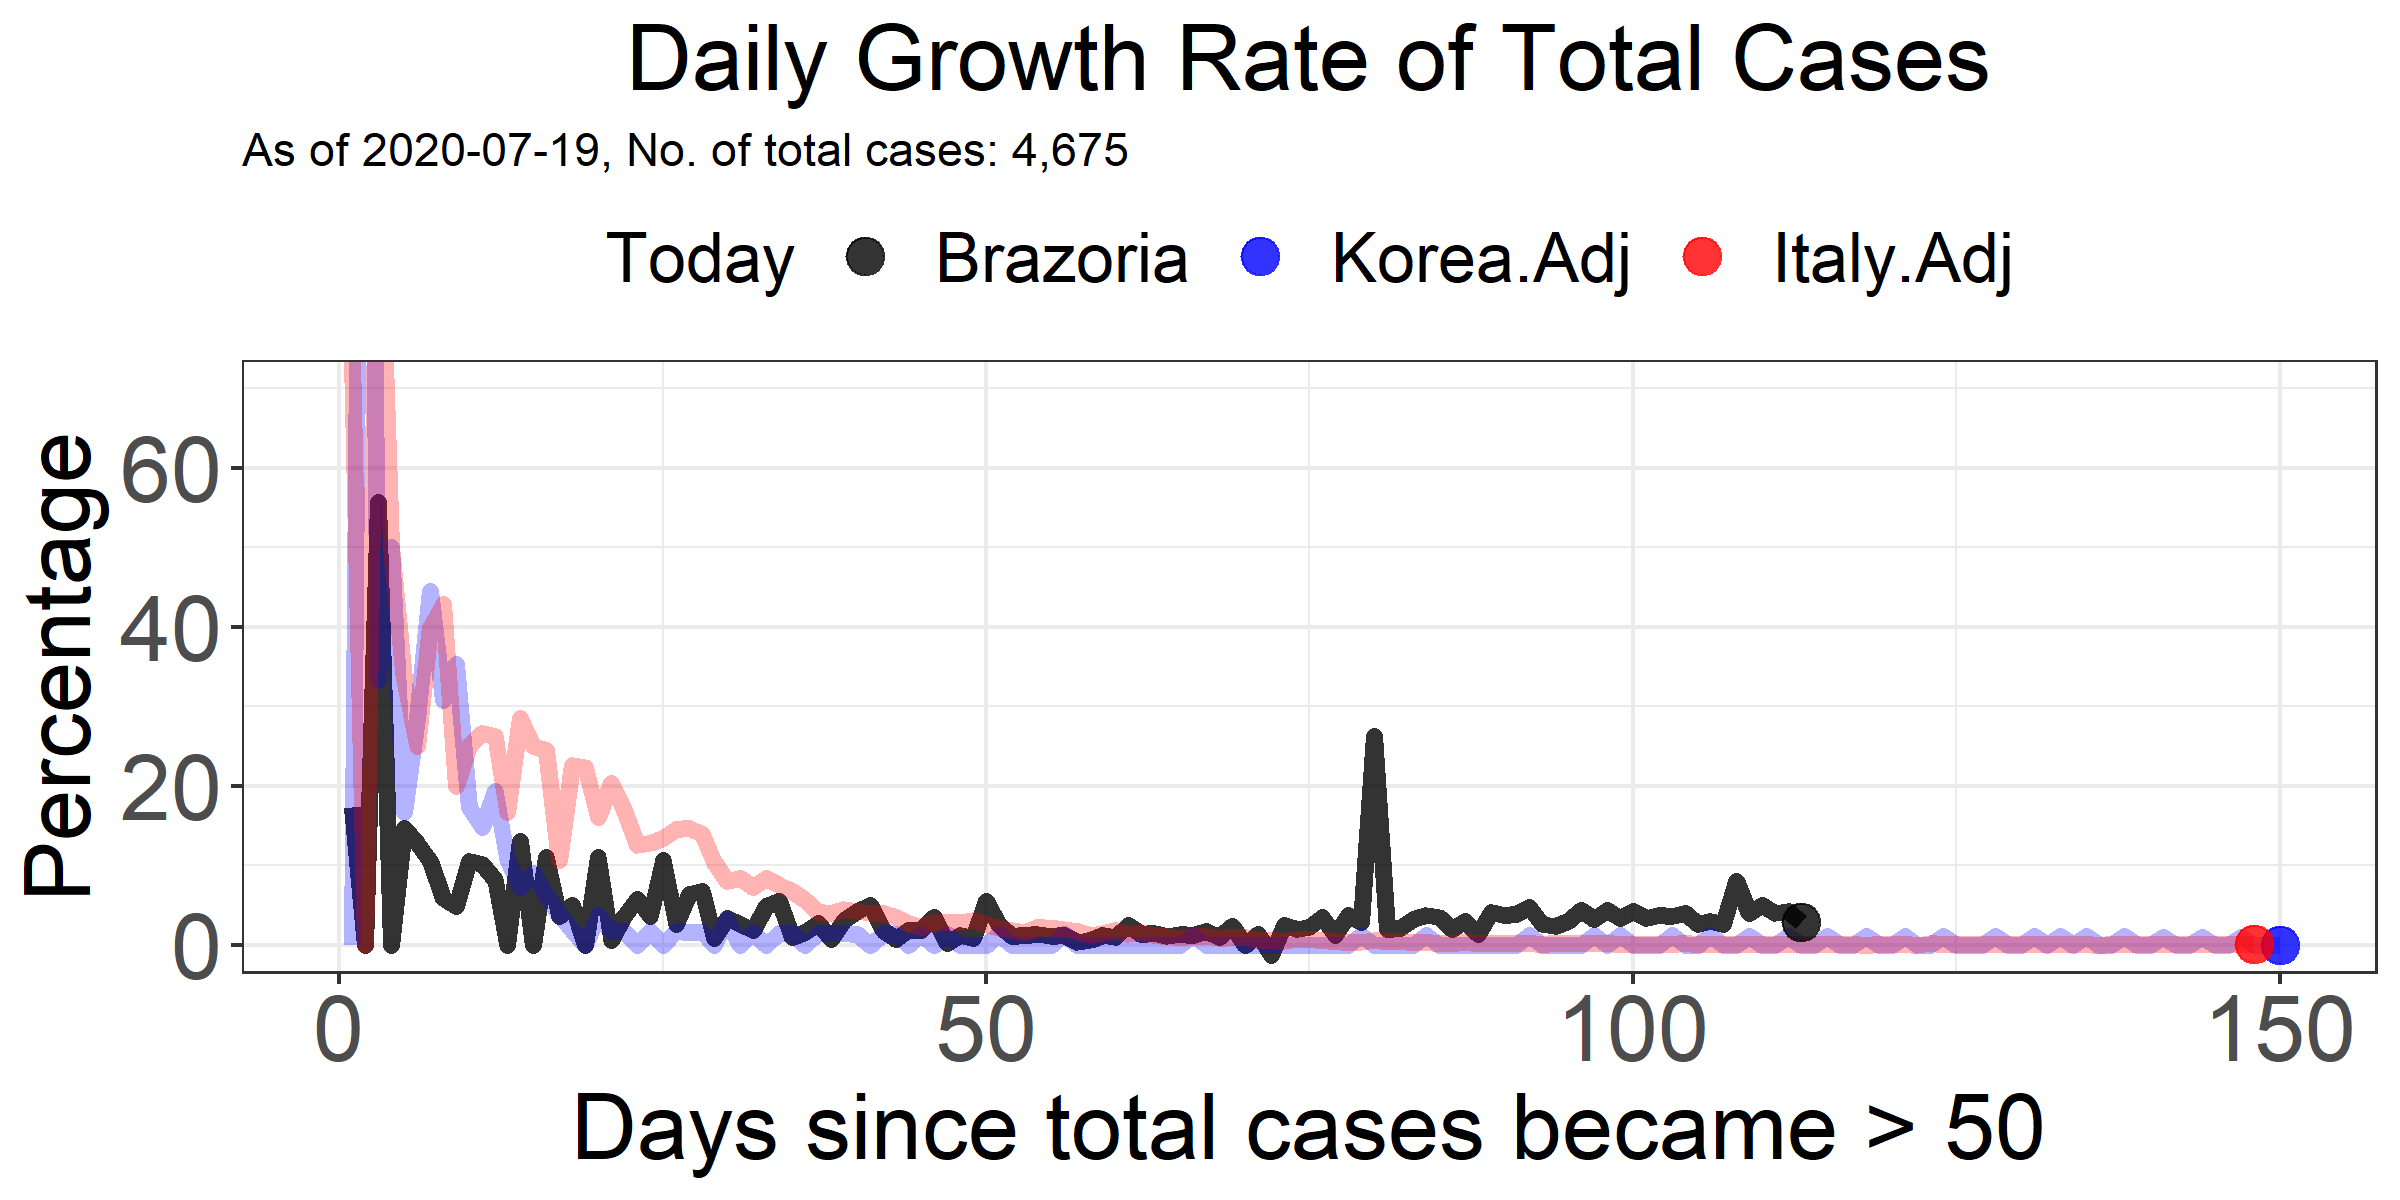 Daily Growth Rate of Total Cases
As of 2020-07-19, No. of total cases: 4,675
Today Brazoria Korea.Adj Italy.Adj
Percentage
60
40
20
0
0 50 100 150
Days since total cases became > 50